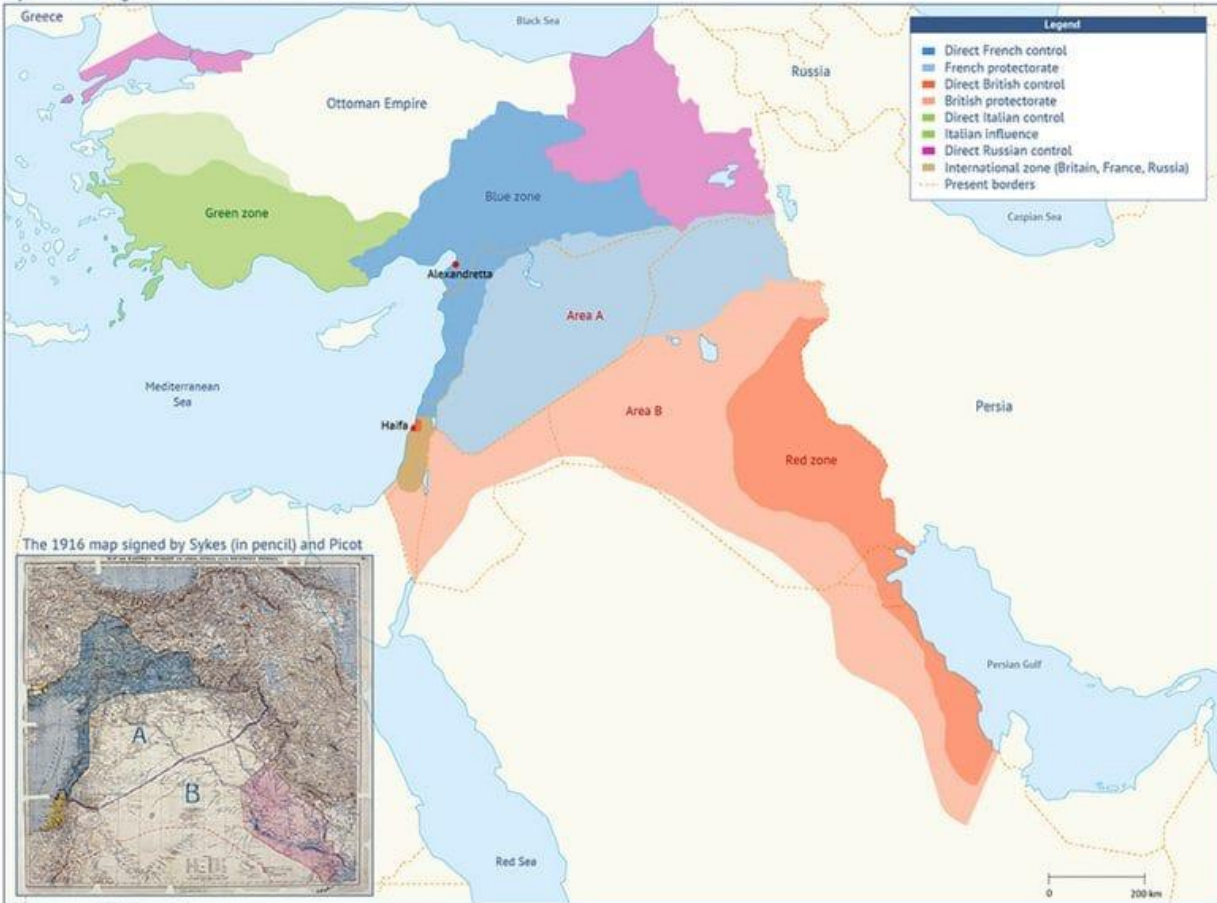 Greece
Black Sea
Legend
Direct French control
French protectorate
Direct British control
British protectorate
Direct Italian control
Italian influence
Direct Russian control
International zone (Britain, France, Russia)
Present borders
Russia
Ottoman Empire
Blue zone
Green zone
Caspian Sea
Alexandretta
Area A
Mediterranean
Sea
Area B
Persia
Haifa
Red zone
The 1916 map signed by Sykes (in pencil) and Picot
A
B
Persian Gulf
Red Sea
0
200 km